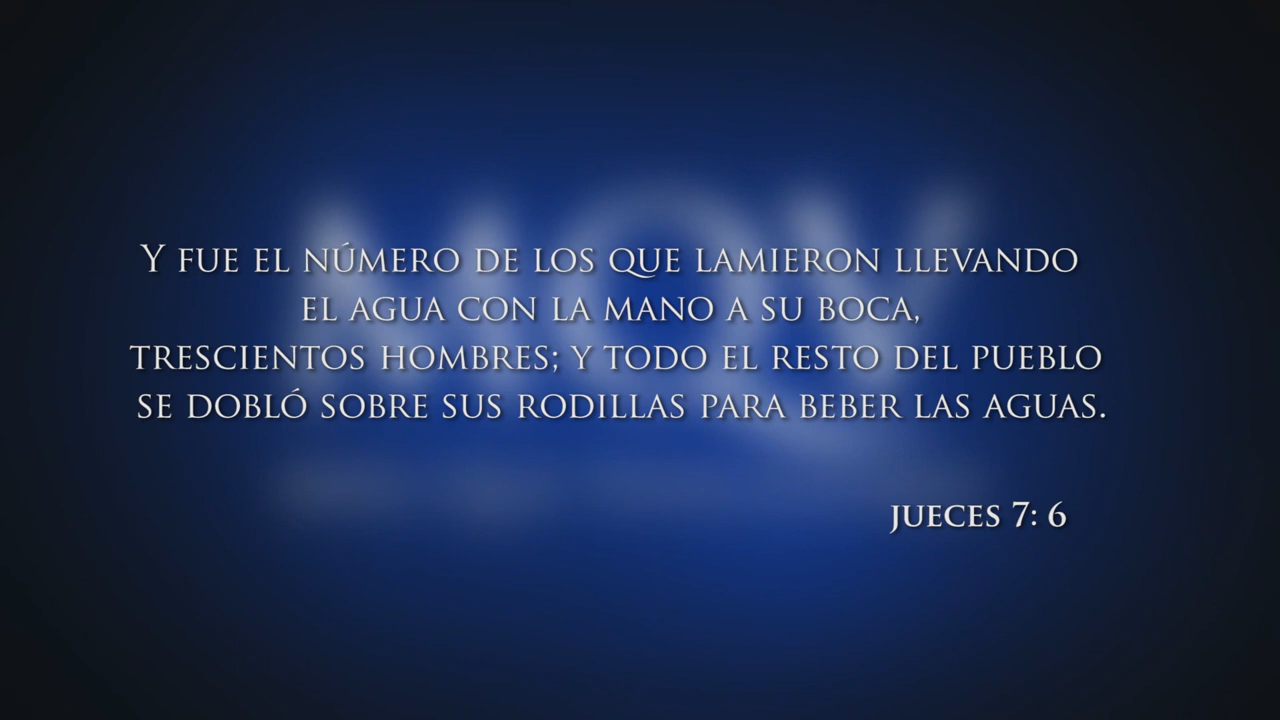 Y FUE EL NÚMERO DE LOS QUE LAMIERON LLEVANDO
EL AGUA CON LA MANO A SU BOCA,
TRESCIENTOS HOMBRES; Y TODO EL RESTO DEL PUEBLO
SE DOBLÓ SOBRE SUS RODILLAS PARA BEBER LAS AGUAS.
JUECES 7: 6